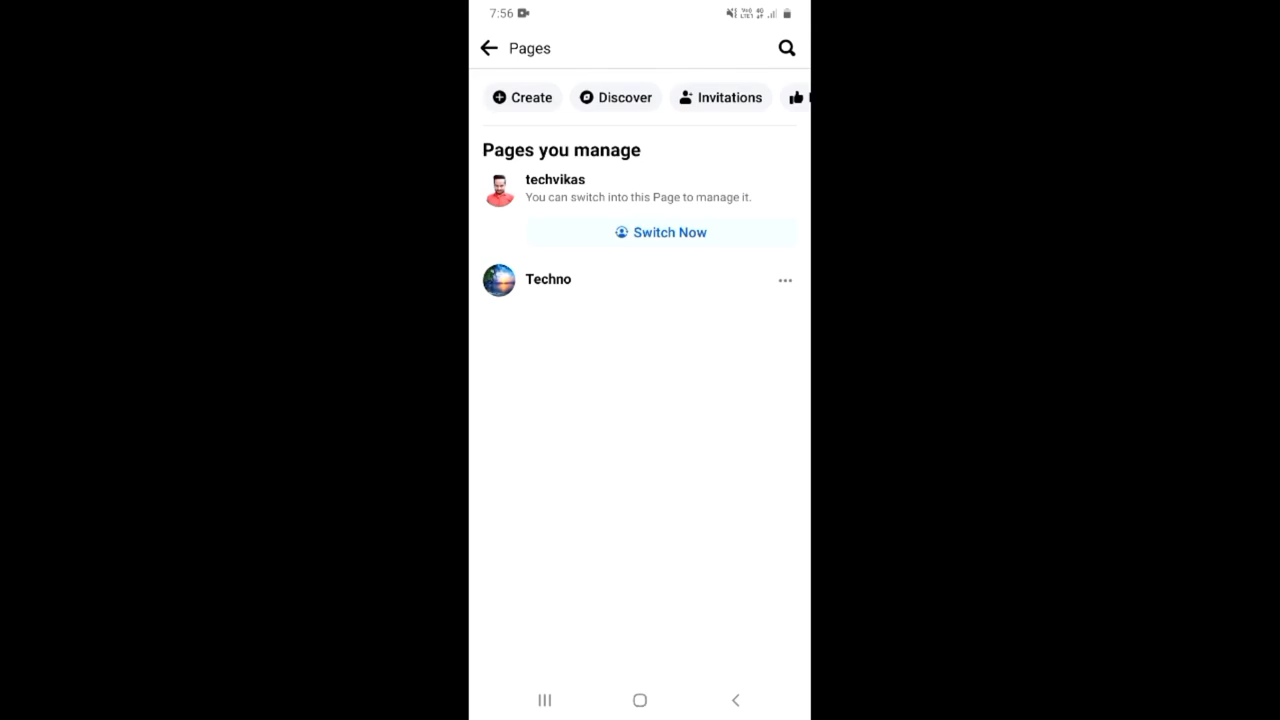 7:56
Pages
Create Discover Invitations
Pages you manage
techvikas
You can switch into this Page to manage it.
Switch Now
Techno